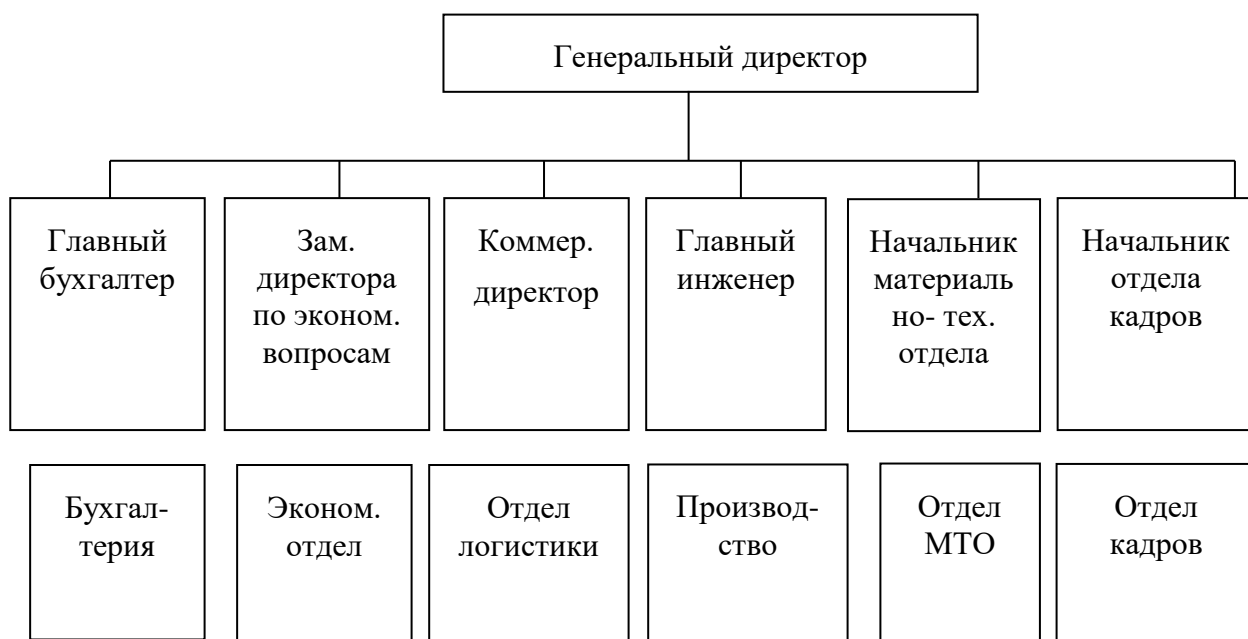 Генеральный директор
Главный
бухгалтер
Зам.
директора
по эконом.
вопросам
Коммер.
директор
Главный
инженер
Начальник
материаль
но- тех.
отдела
Начальник
отдела
кадров
Бухгал-
терия
Эконом.
отдел
Отдел
логистики
Производ-
ство
Отдел
МТО
Отдел
кадров